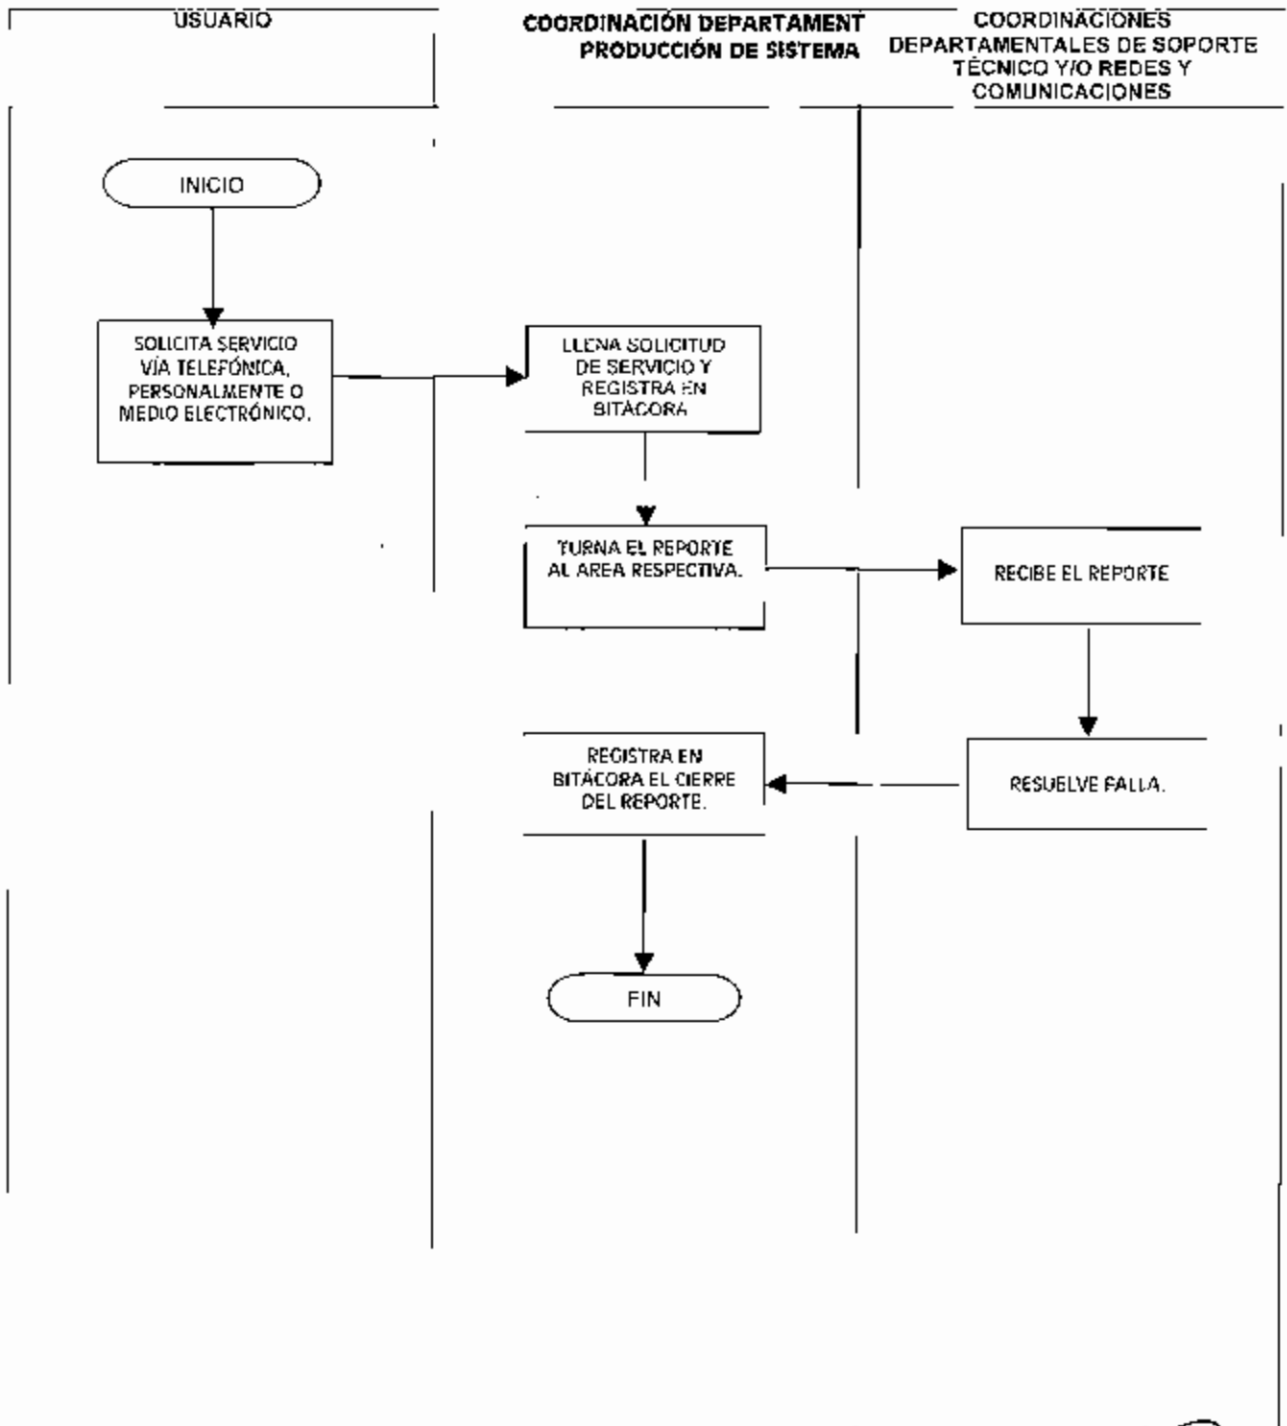 USUARIO
COORDINACIÓN DEPARTAMENT
PRODUCCIÓN DE SISTEMA
COORDINACIONES
DEPARTAMENTALES DE SOPORTE
TÉCNICO Y/O REDES Y
COMUNICACIONES
INICIO
SOLICITA SERVICIO
VÍA TELEFÓNICA,
PERSONALMENTE O
MEDIO ELECTRÓNICO.
LLENA SOLICITUD
DE SERVICIO Y
REGISTRA EN
BITÁCORA
TURNA EL REPORTE
AL AREA RESPECTIVA.
RECIBE EL REPORTE
RESUELVE FALLA.
REGISTRA EN
BITÁCORA EL CIERRE
DEL REPORTE.
FIN